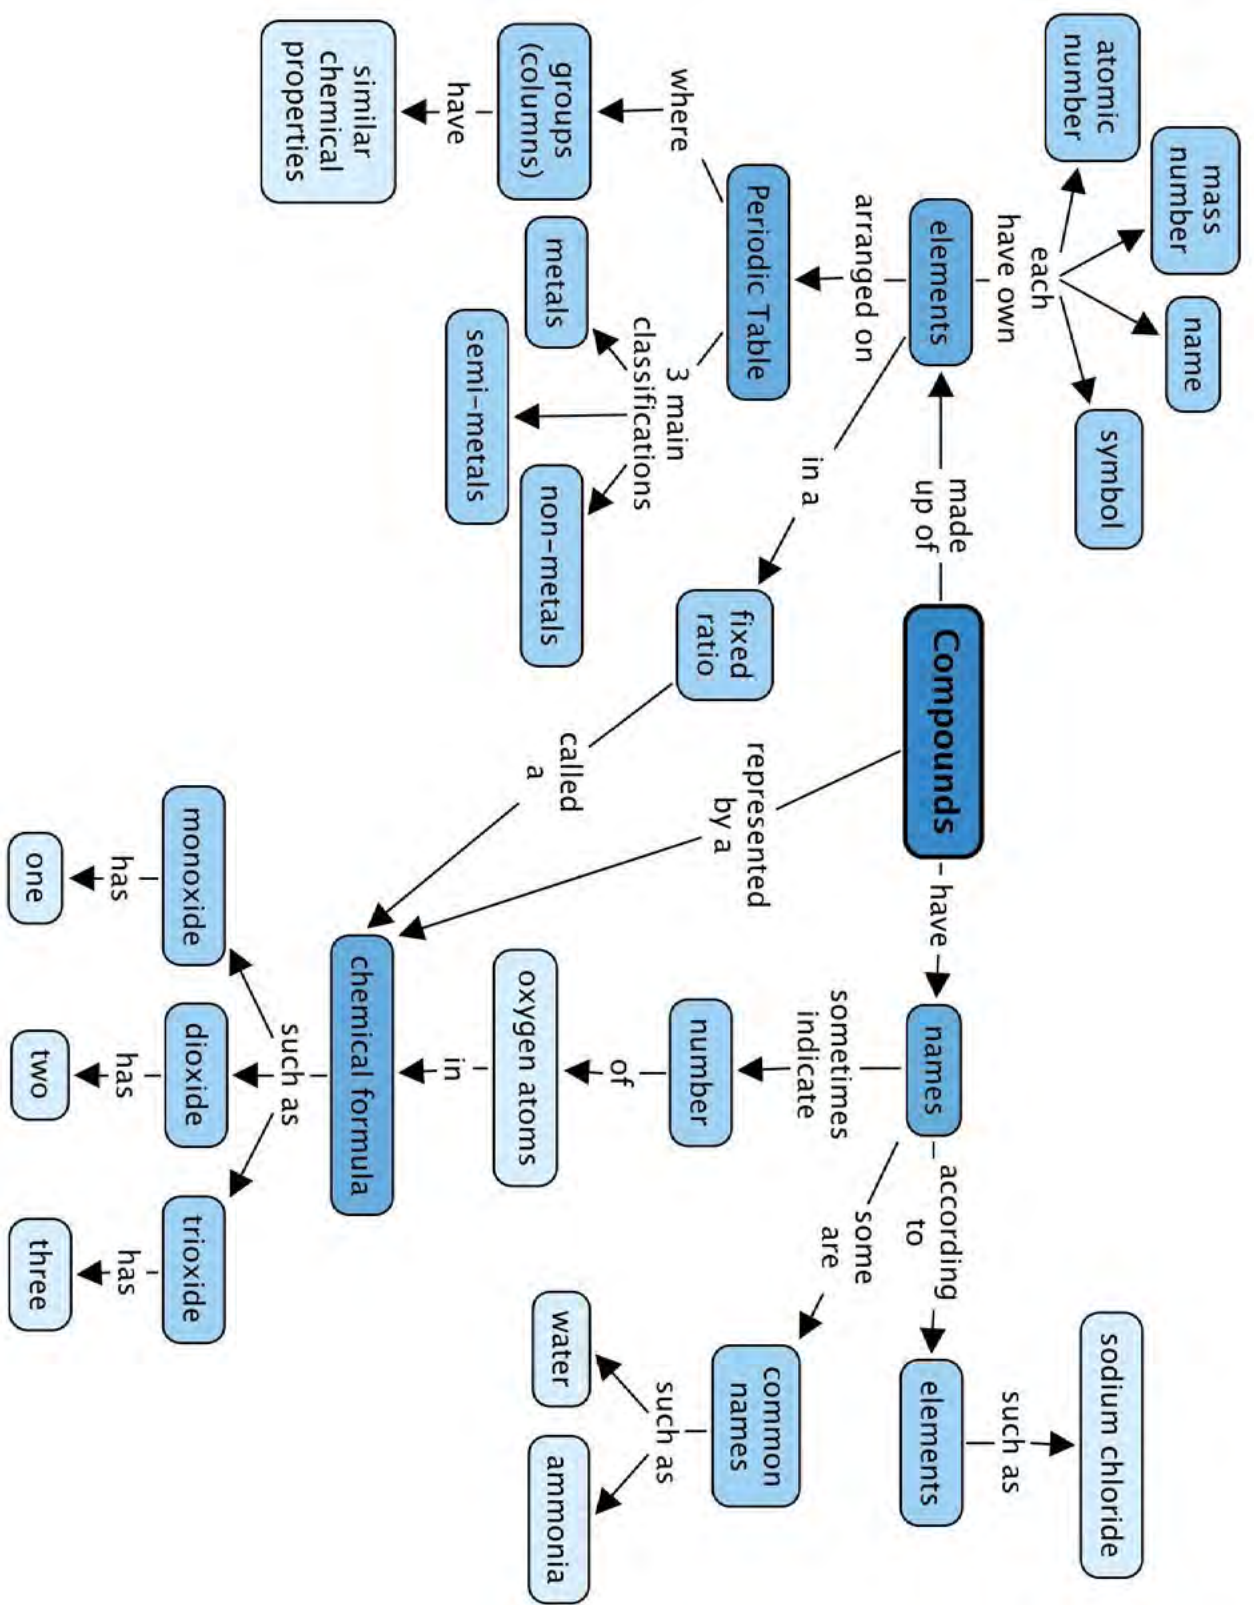 atomic
number
mass
number
name
symbol
sodium chloride
each
have own
such as
elements
made
up of
Compounds
have
names
according
to
elements
arranged on
in a
represented
by a
sometimes
indicate
some
are
Periodic Table
fixed
ratio
number
common
names
where
3 main
classifications
called
a
of
such as
groups
(columns)
metals
semi-metals
non-metals
oxygen atoms
water
ammonia
have
in
similar
chemical
properties
chemical formula
such as
monoxide
dioxide
trioxide
has
has
has
one
two
three